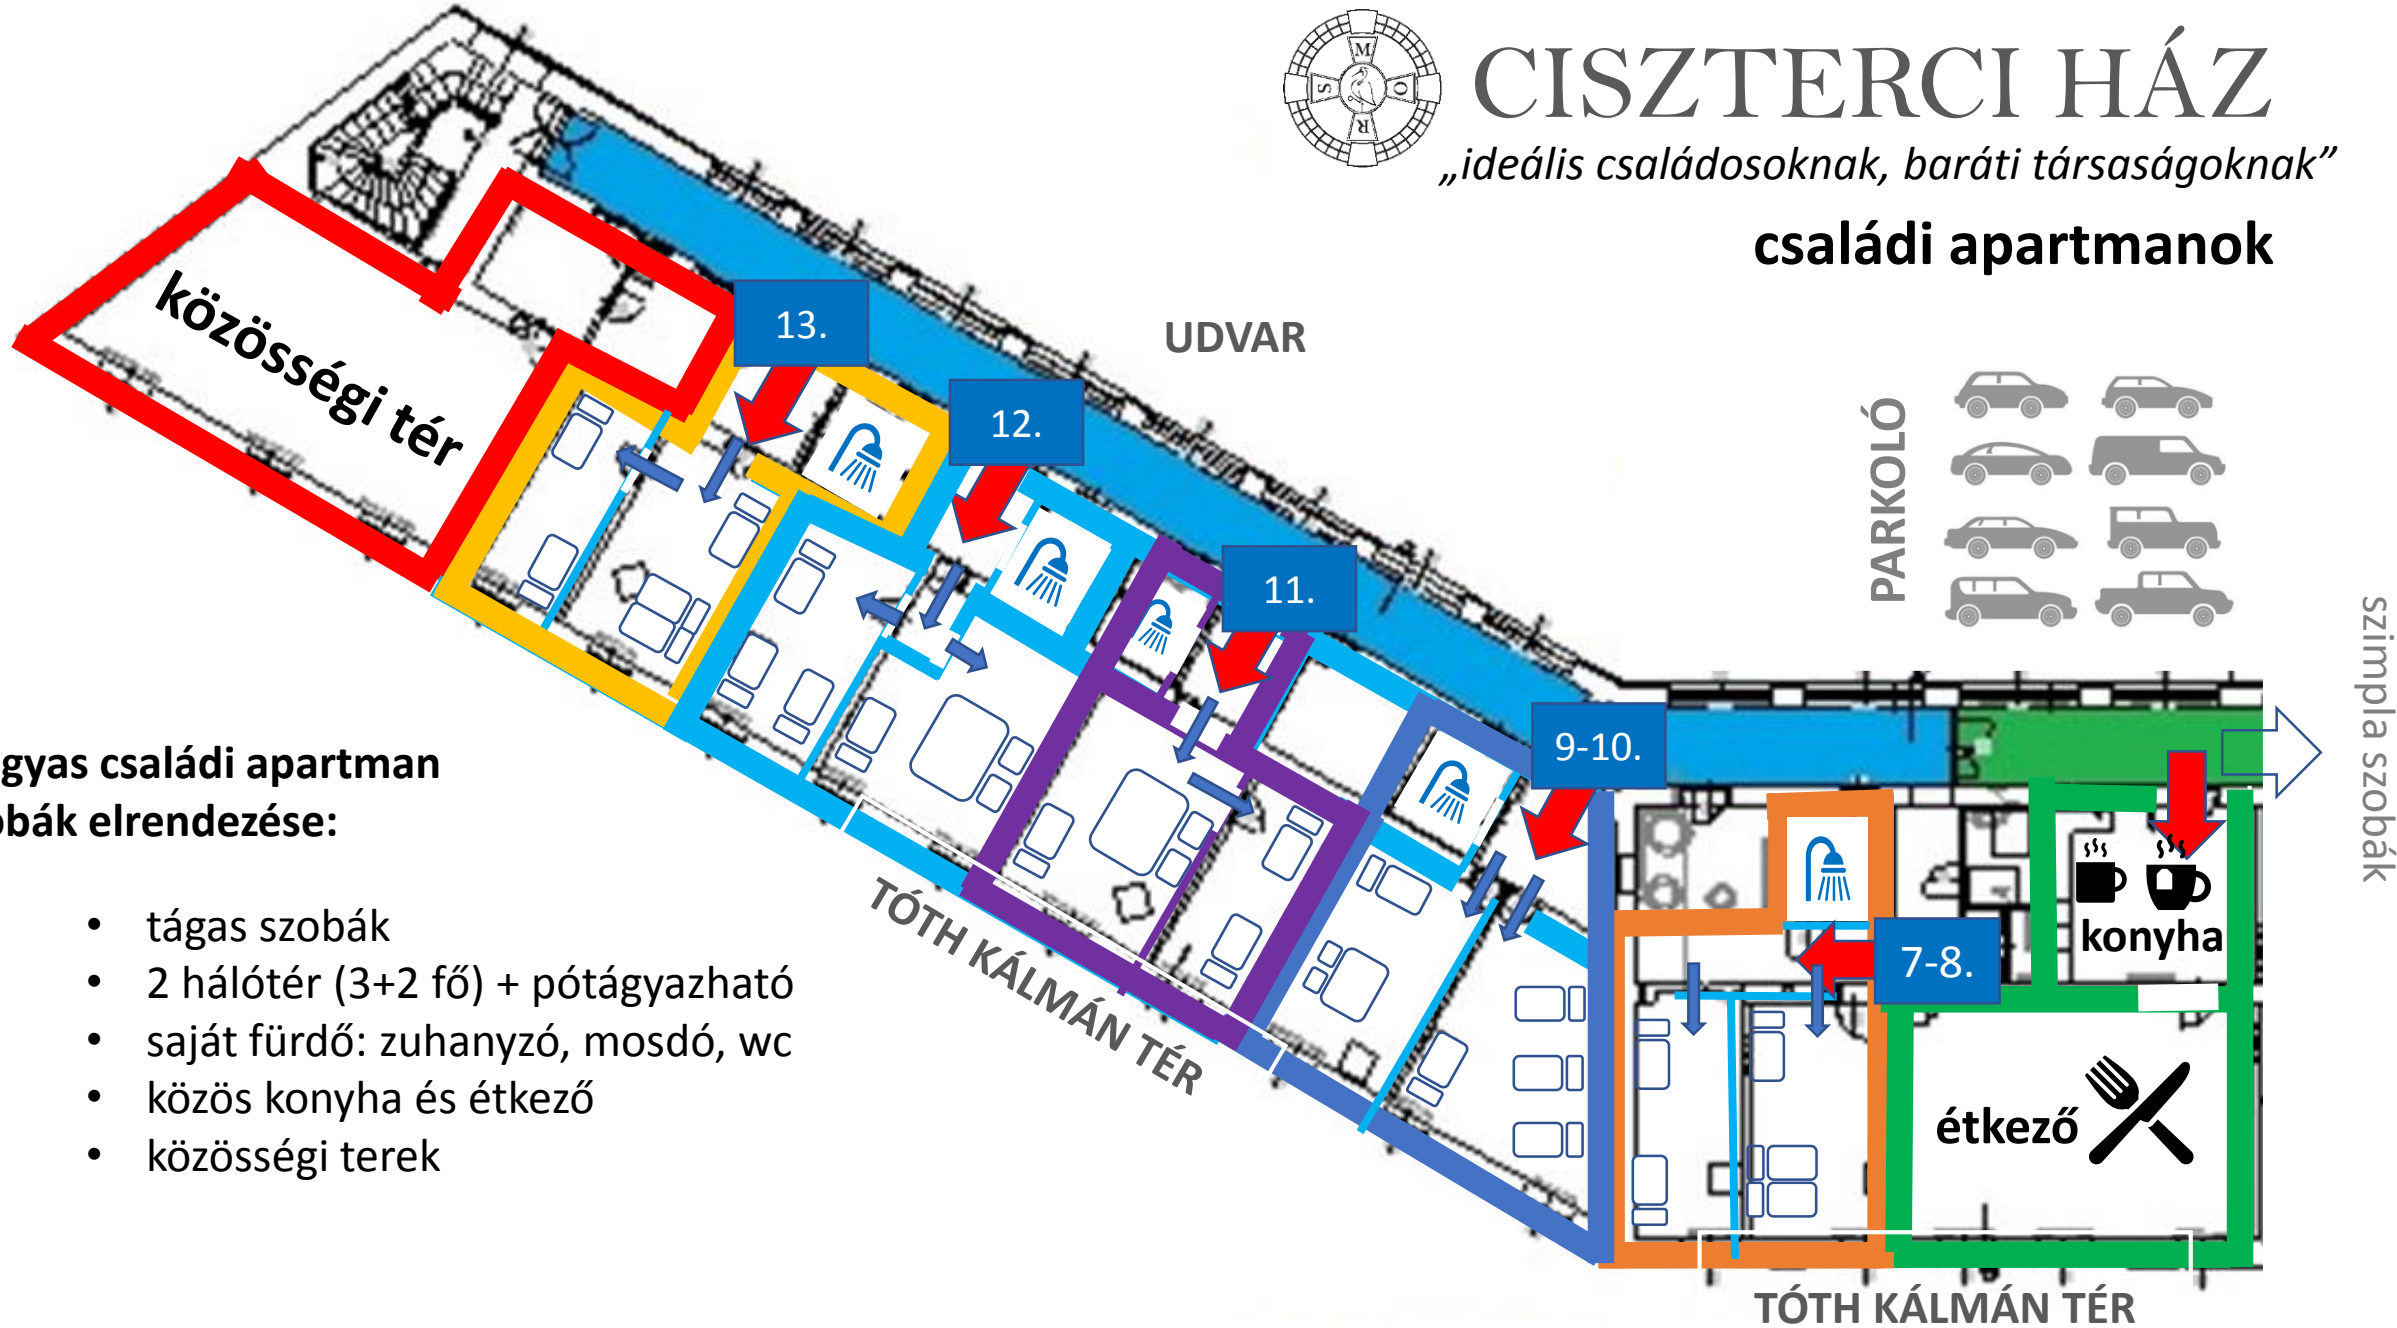 CISZTERCI HÁZ
„ideális családosoknak, baráti társaságoknak”
családi apartmanok
M
S O
R
UDVAR
PARKOLÓ
szimpla szobák
közösségi tér
13.
12.
11.
9-10.
7-8.
konyha
étkező
TÓTH KÁLMÁN TÉR
TÓTH KÁLMÁN TÉR
gyas családi apartman
obák elrendezése:
• tágas szobák
• 2 hálótér (3+2 fő) + pótágyazható
• saját fürdő: zuhanyzó, mosdó, wc
• közös konyha és étkező
• közösségi terek